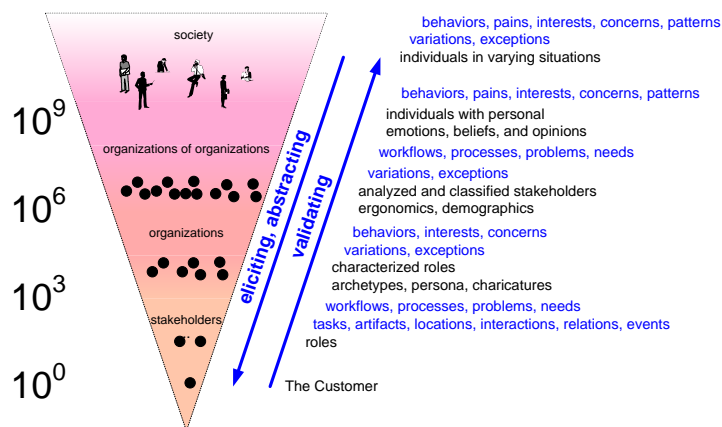 society
10⁹
organizations of organizations
10⁶
organizations
10³
stakeholders
..
10⁰
eliciting, abstracting
validating
behaviors, pains, interests, concerns, patterns
variations, exceptions
individuals in varying situations
behaviors, pains, interests, concerns, patterns
individuals with personal
emotions, beliefs, and opinions
workflows, processes, problems, needs
variations, exceptions
analyzed and classified stakeholders
ergonomics, demographics
behaviors, interests, concerns
variations, exceptions
characterized roles
archetypes, persona, charicatures
workflows, processes, problems, needs
tasks, artifacts, locations, interactions, relations, events
roles
The Customer